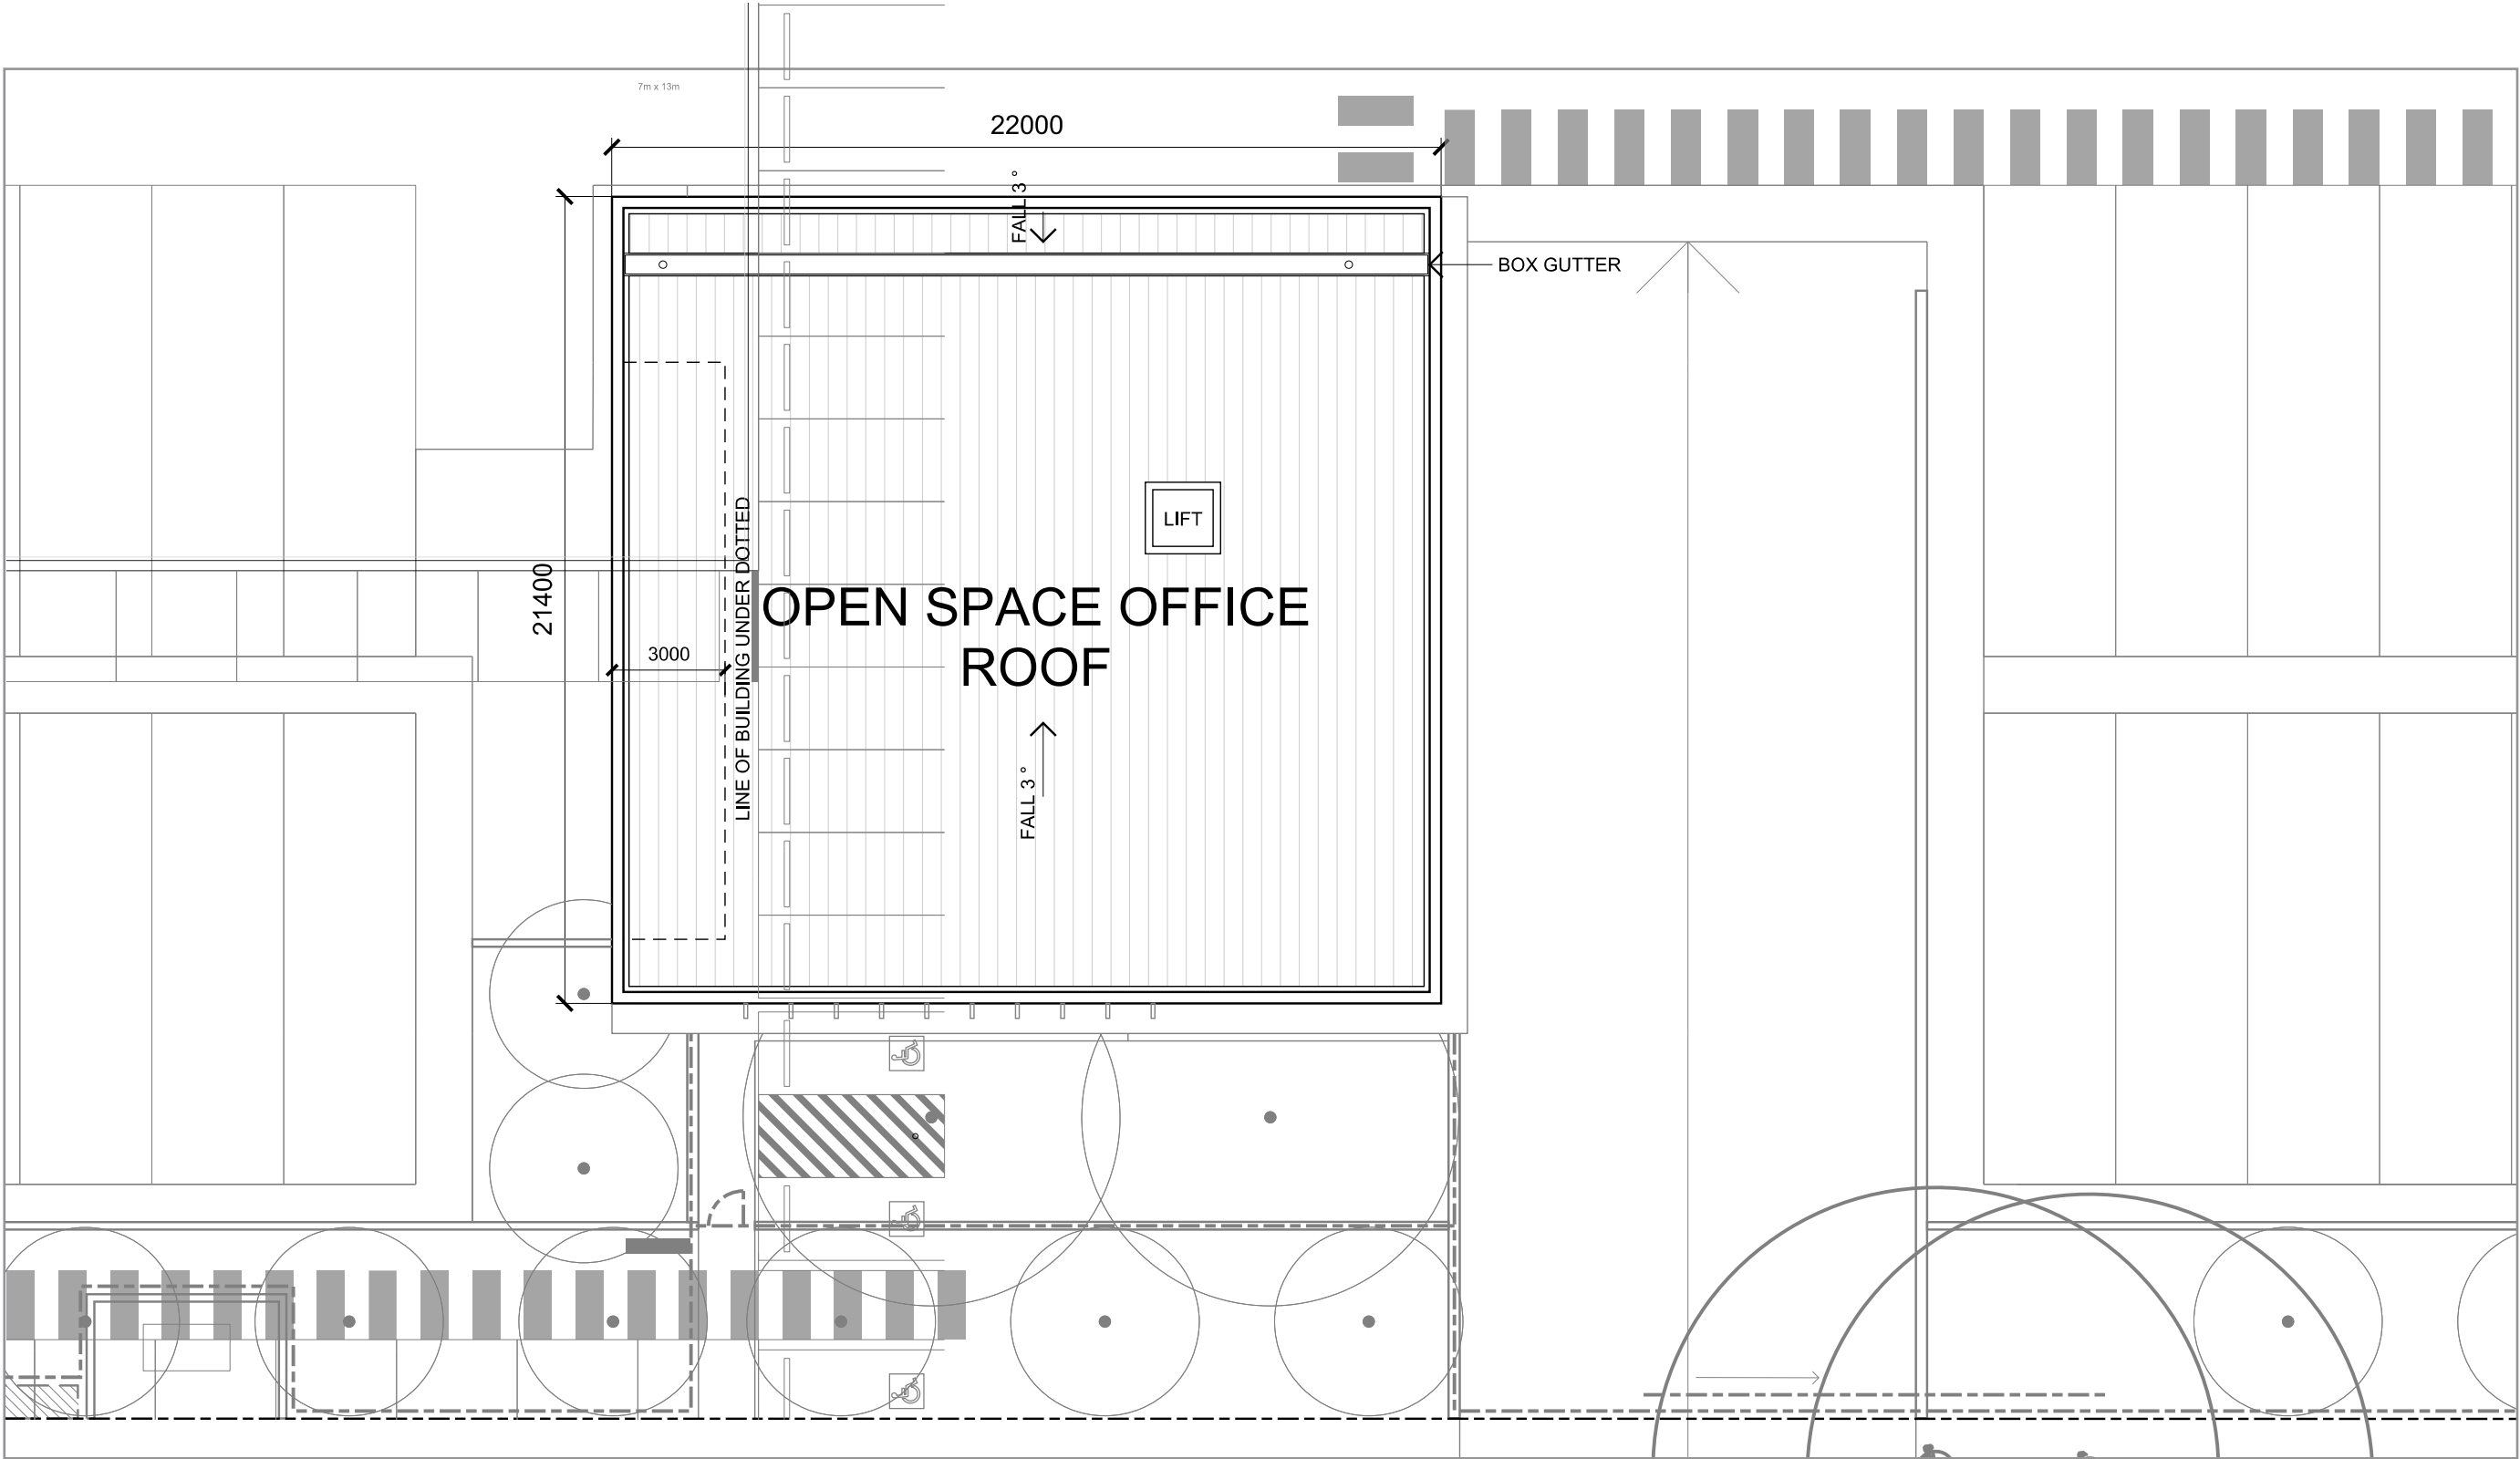 7m x 13m
22000
FALL 3 °
BOX GUTTER
LIFT
21400
LINE OF BUILDING UNDER DOTTED
OPEN SPACE OFFICE
ROOF
3000
FALL 3 °